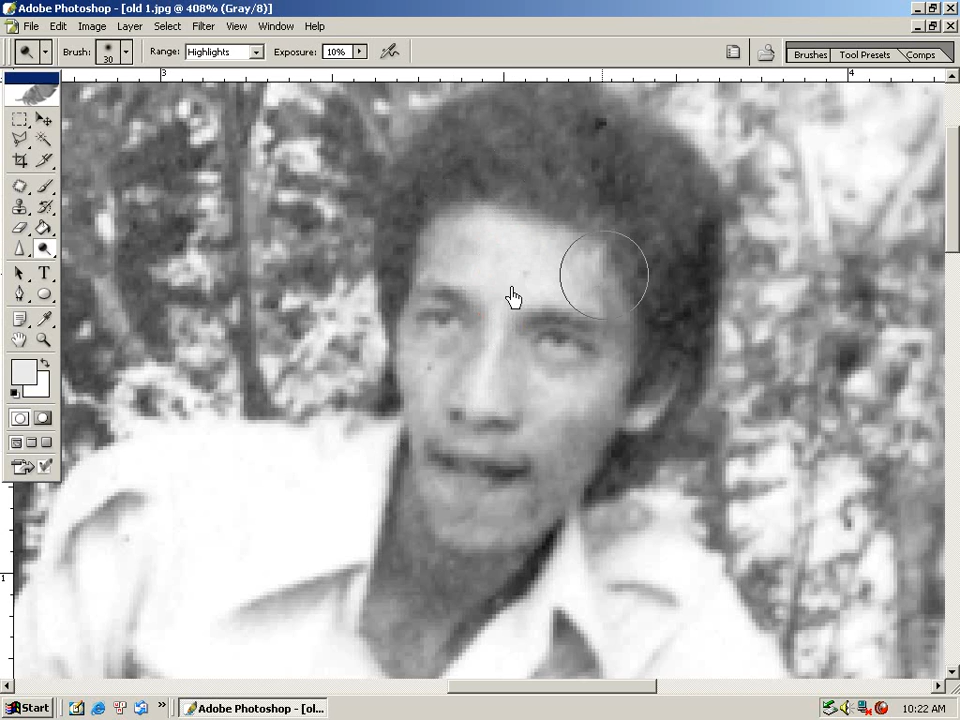 Adobe Photoshop - [old 1.jpg @ 408% (Gray/8)]
File Edit Image Layer Select Filter View Window Help
Brush: 30 Range: Highlights Exposure: 10% Brushes Tool Presets Comps
3 4
1
Start » Adobe Photoshop - [ol... 10:22 AM